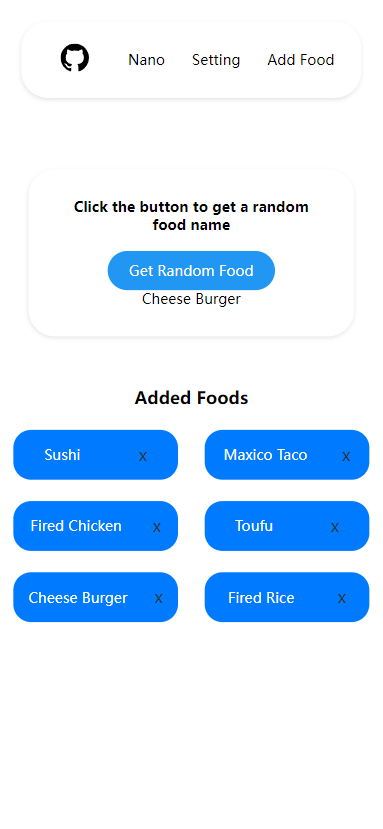 Nano Setting Add Food
Click the button to get a random
food name
Get Random Food
Cheese Burger
Added Foods
Sushi x Maxico Taco x
Fired Chicken x Toufu x
Cheese Burger x Fired Rice x